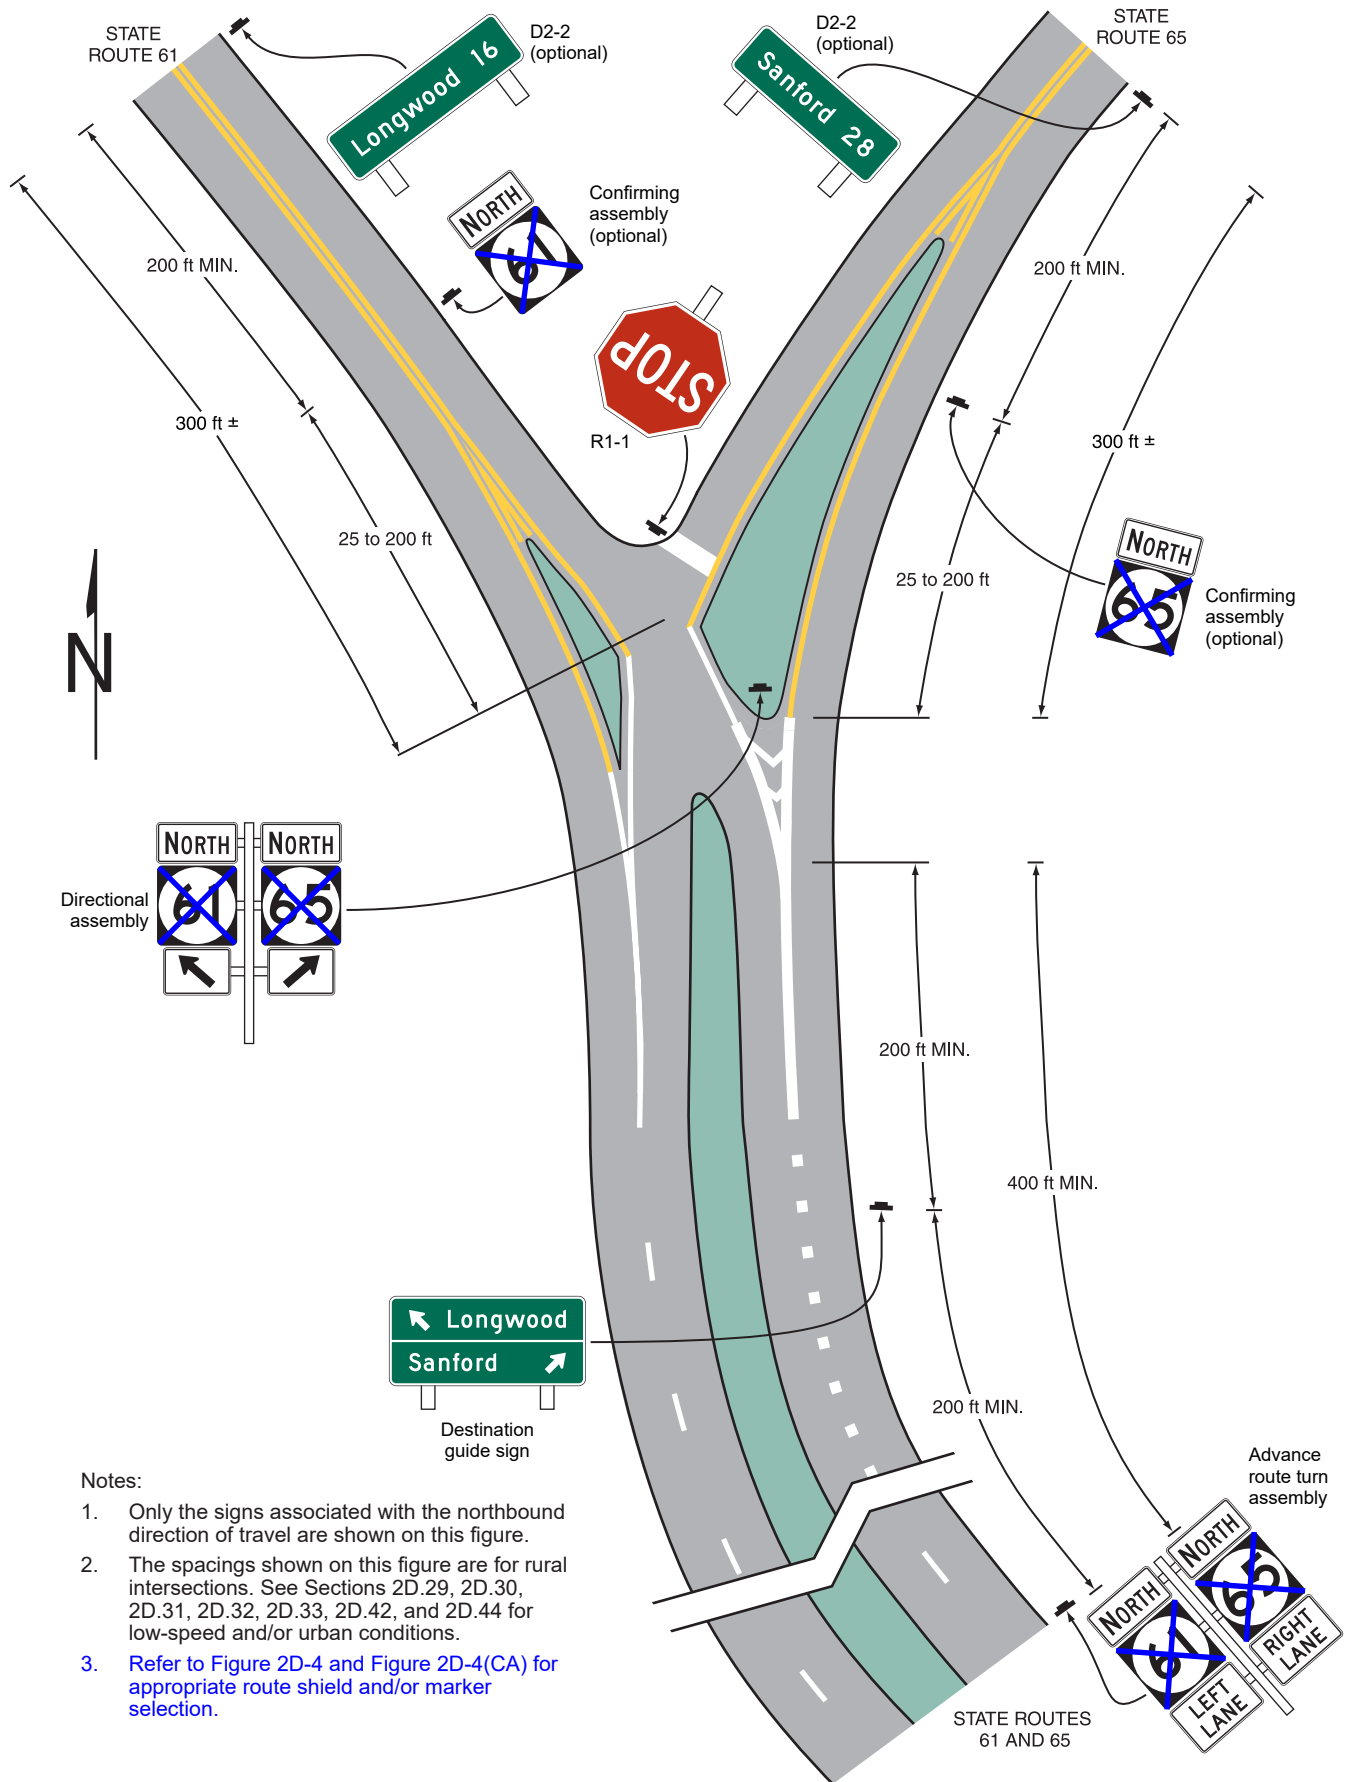 STATE
ROUTE 61
Longwood 16
D2-2
(optional)
D2-2
(optional)
Sanford 28
STATE
ROUTE 65
NORTH
61
Confirming
assembly
(optional)
200 ft MIN.
200 ft MIN.
STOP
R1-1
300 ft ±
300 ft ±
25 to 200 ft
25 to 200 ft
NORTH
65
Confirming
assembly
(optional)
N
NORTH NORTH
61 65
Directional
assembly
200 ft MIN.
400 ft MIN.
Longwood
Sanford
Destination
guide sign
200 ft MIN.
Advance
route turn
assembly
NORTH
65
RIGHT
LANE
NORTH
61
LEFT
LANE
STATE ROUTES
61 AND 65
Notes:
1. Only the signs associated with the northbound
direction of travel are shown on this figure.
2. The spacings shown on this figure are for rural
intersections. See Sections 2D.29, 2D.30,
2D.31, 2D.32, 2D.33, 2D.42, and 2D.44 for
low-speed and/or urban conditions.
3. Refer to Figure 2D-4 and Figure 2D-4(CA) for
appropriate route shield and/or marker
selection.